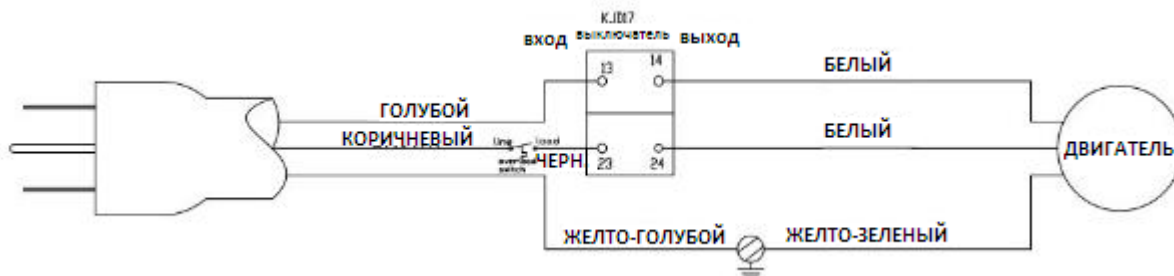 KJD17
ВХОД выключатель ВЫХОД
13 14
БЕЛЫЙ
ГОЛУБОЙ
КОРИЧНЕВЫЙ
line load
overload
switch
ЧЕРН.
23 24
БЕЛЫЙ
ДВИГАТЕЛЬ
ЖЕЛТО-ГОЛУБОЙ
ЖЕЛТО-ЗЕЛЕНЫЙ